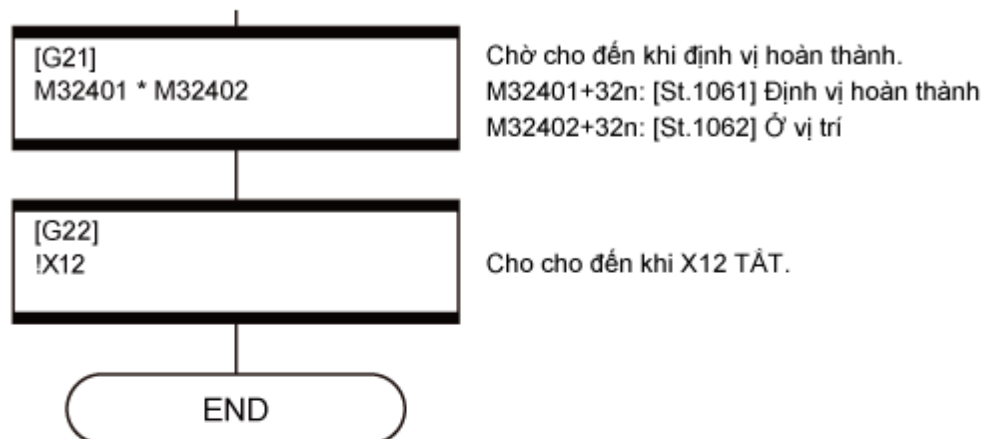 [G21]
M32401 * M32402
Chờ cho đến khi định vị hoàn thành.
M32401+32n: [St.1061] Định vị hoàn thành
M32402+32n: [St.1062] Ở vị trí
[G22]
!X12
Cho cho đến khi X12 TẮT.
END